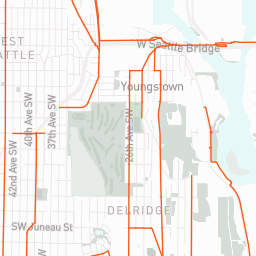 W Seattle Bridge
EST
ATTLE
Youngstown
40th Ave SW
37th Ave SW
26th Ave SW
42nd Ave SW
DELRIDGE
SW Juneau St